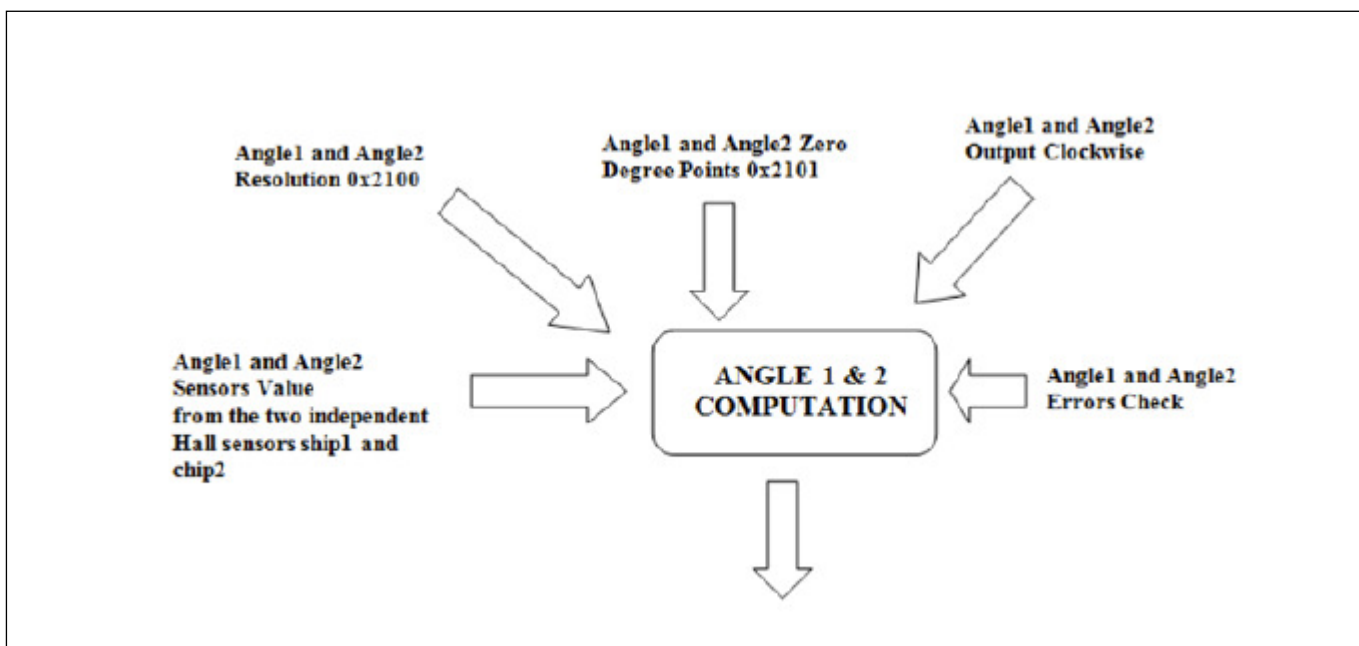 Angle1 and Angle2
Resolution 0x2100
Angle1 and Angle2 Zero
Degree Points 0x2101
Angle1 and Angle2
Output Clockwise
Angle1 and Angle2
Sensors Value
from the two independent
Hall sensors ship1 and
chip2
ANGLE 1 & 2
COMPUTATION
Angle1 and Angle2
Errors Check